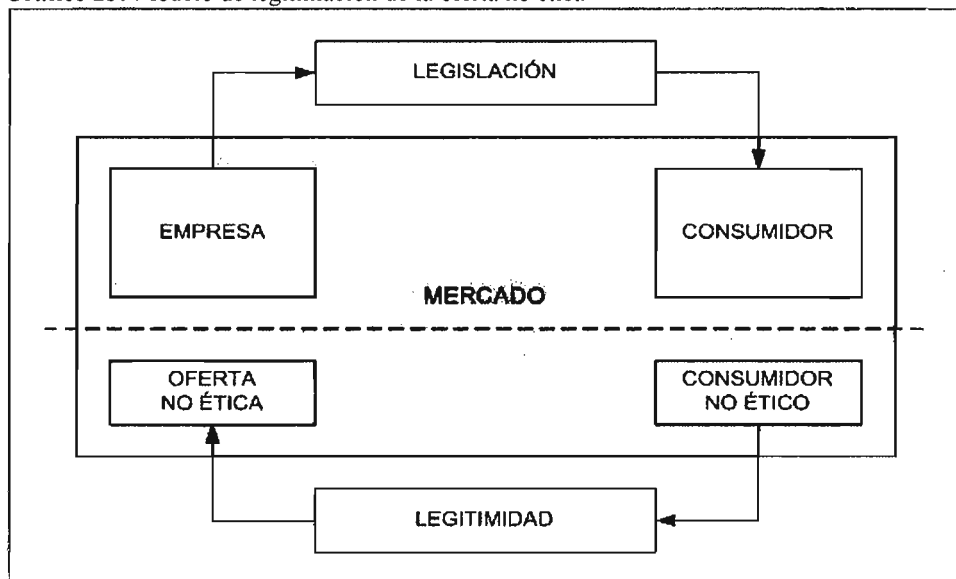 LEGISLACIÓN
EMPRESA
CONSUMIDOR
MERCADO
OFERTA
NO ÉTICA
CONSUMIDOR
NO ÉTICO
LEGITIMIDAD